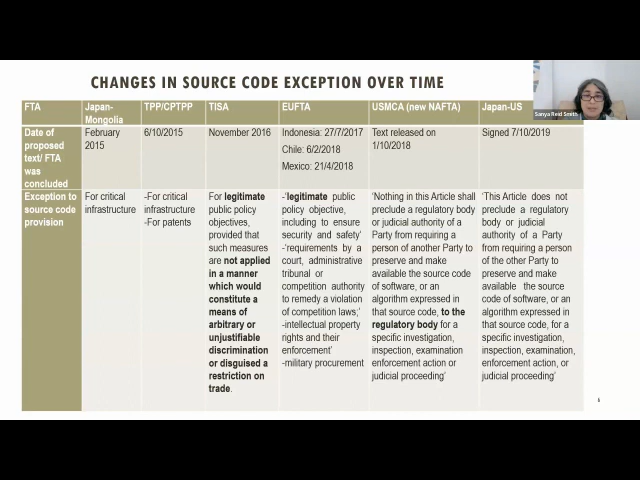 CHANGES IN SOURCE CODE EXCEPTION OVER TIME
Sanya Reid Smith
FTA
Japan-
Mongolia
TPP/CPTPP
TISA
EUFTA
USMCA (new NAFTA)
Japan-US
Date of
proposed
text/ FTA
was
concluded
February
2015
6/10/2015
November 2016
Indonesia: 27/7/2017
Chile: 6/2/2018
Mexico: 21/4/2018
Text released on
1/10/2018
Signed 7/10/2019
Exception to
source code
provision
For critical
infrastructure
-For critical
infrastructure
-For patents
For legitimate
public policy
objectives,
provided that
such measures
are not applied
in a manner
which would
constitute a
means of
arbitrary or
unjustifiable
discrimination
or disguised a
restriction on
trade.
-'legitimate public
policy objective,
including to ensure
security and safety'
-'requirements by a
court, administrative
tribunal or
competition authority
to remedy a violation
of competition laws;'
-intellectual property
rights and their
enforcement'
-military procurement
'Nothing in this Article shall
preclude a regulatory body
or judicial authority of a
Party from requiring a
person of another Party to
preserve and make
available the source code
of software, or an
algorithm expressed in
that source code, to the
regulatory body for a
specific investigation,
inspection, examination
enforcement action or
judicial proceeding'
'This Article does not
preclude a regulatory
body or judicial
authority of a Party
from requiring a person
of the other Party to
preserve and make
available the source
code of software, or an
algorithm expressed in
that source code, for a
specific investigation,
inspection, examination,
enforcement action, or
judicial proceeding'